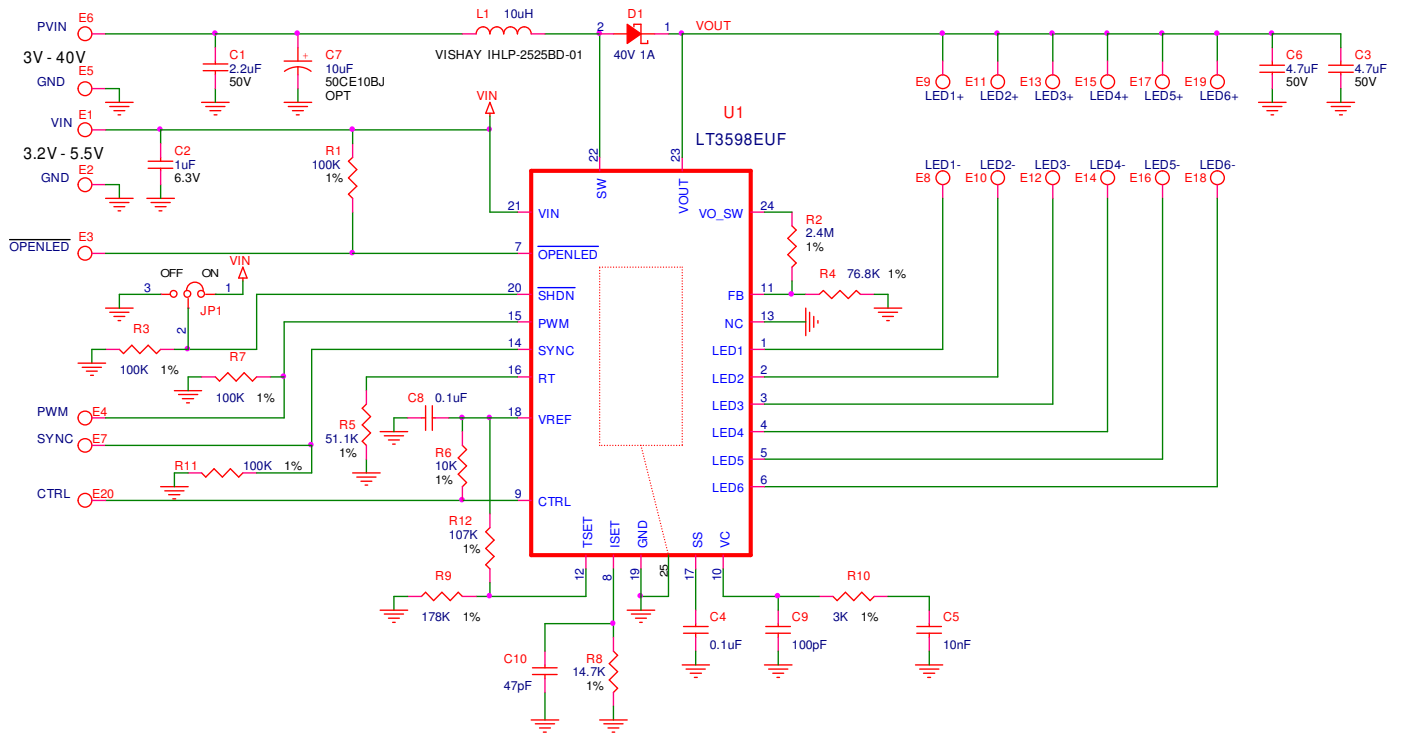 PVIN E6
3V - 40V
GND E5
VIN E1
3.2V - 5.5V
GND E2
OPENLED E3
C1
2.2uF
50V
C7
+
10uF
50CE10BJ
OPT
L1 10uH
VISHAY IHLP-2525BD-01
2 D1 1
40V 1A
VOUT
C2
1uF
6.3V
R1
100K
1%
VIN
E9 E11 E13 E15 E17 E19
LED1+ LED2+ LED3+ LED4+ LED5+ LED6+
C6
4.7uF
50V
C3
4.7uF
50V
LED1- LED2- LED3- LED4- LED5- LED6-
E8 E10 E12 E14 E16 E18
U1
LT3598EUF
22 SW
23 VOUT
21 VIN
7 OPENLED
20 SHDN
15 PWM
14 SYNC
16 RT
18 VREF
9 CTRL
VO_SW 24
FB 11
NC 13
LED1 1
LED2 2
LED3 3
LED4 4
LED5 5
LED6 6
TSET 12
ISET 8
GND 19
25
SS 17
VC 10
R2
2.4M
1%
R4 76.8K 1%
OFF ON VIN
3 1
JP1
2
R3
100K 1%
R7
100K 1%
PWM E4
SYNC E7
R11 100K 1%
CTRL E20
R5
51.1K
1%
C8 0.1uF
R6
10K
1%
R12
107K
1%
R9
178K 1%
C10
47pF
R8
14.7K
1%
C4
0.1uF
C9
100pF
R10
3K 1%
C5
10nF